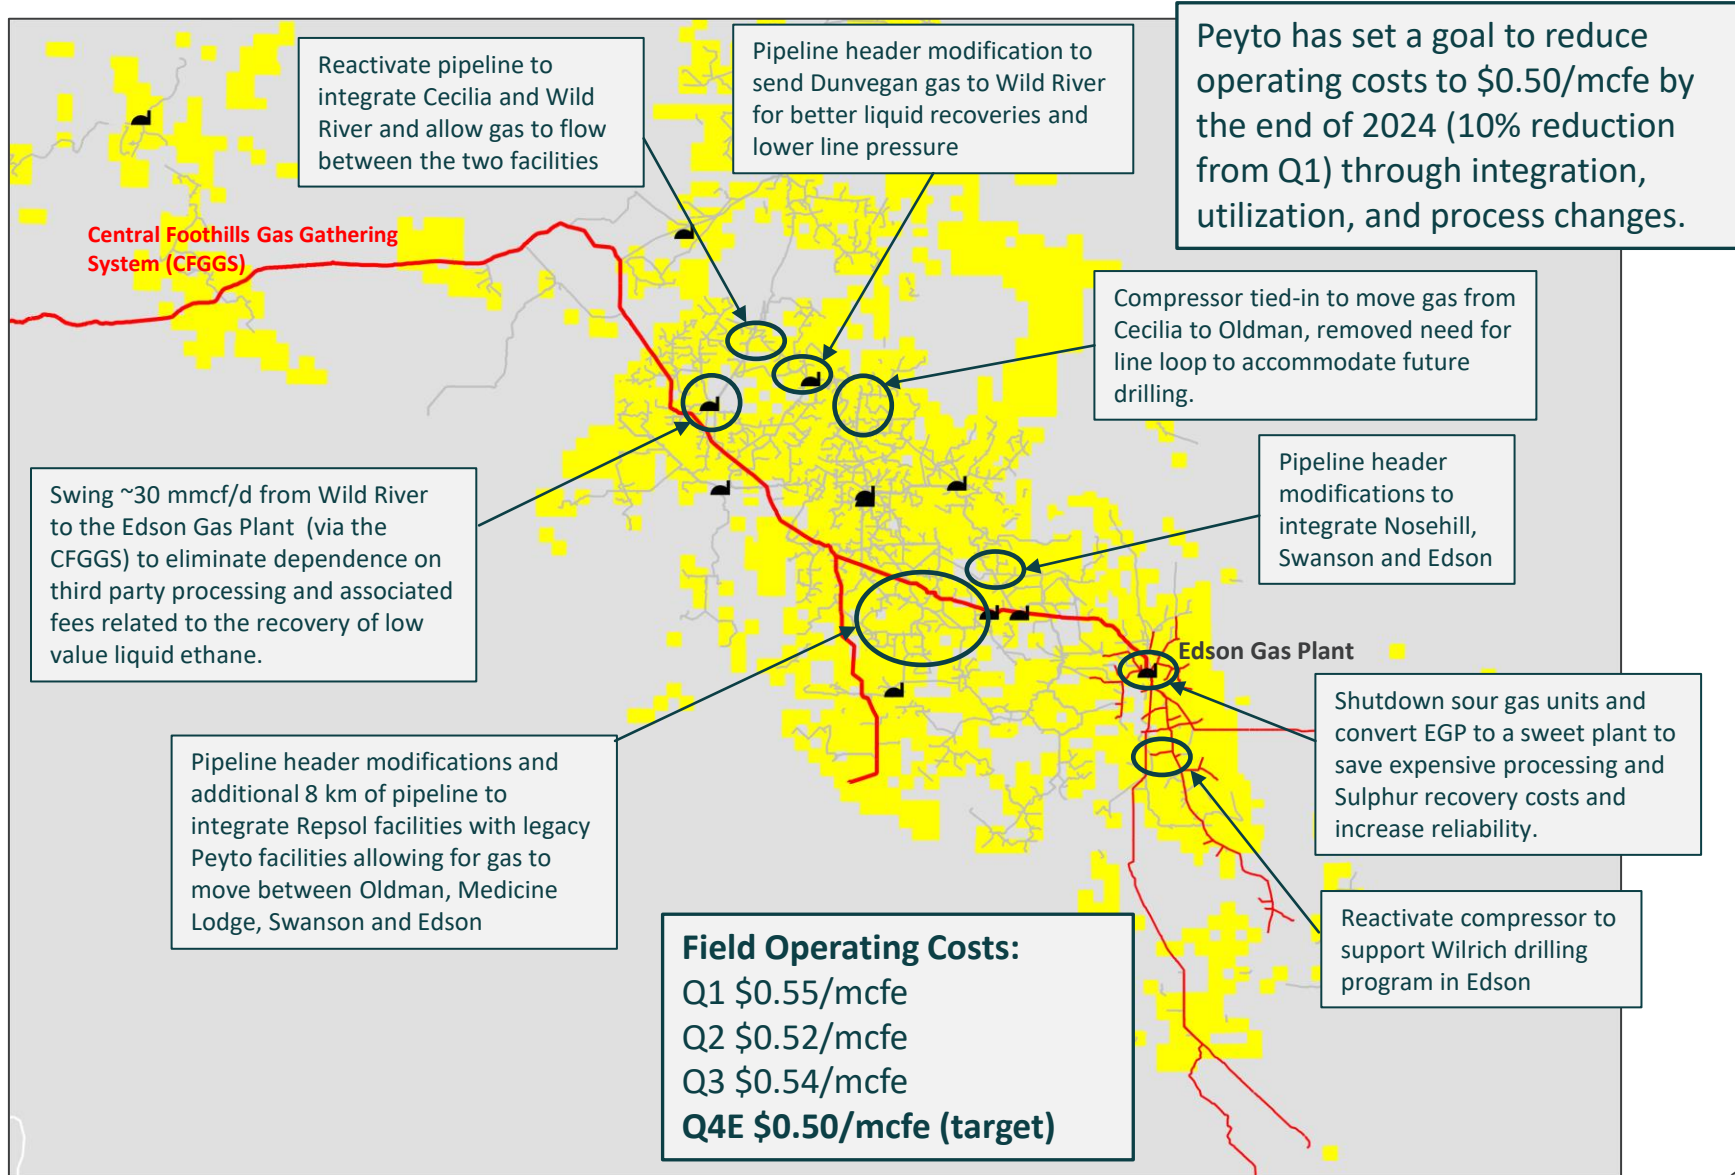 Peyto has set a goal to reduce
operating costs to $0.50/mcfe by
the end of 2024 (10% reduction
from Q1) through integration,
utilization, and process changes.
Reactivate pipeline to
integrate Cecilia and Wild
River and allow gas to flow
between the two facilities
Pipeline header modification to
send Dunvegan gas to Wild River
for better liquid recoveries and
lower line pressure
Central Foothills Gas Gathering
System (CFGGS)
Compressor tied-in to move gas from
Cecilia to Oldman, removed need for
line loop to accommodate future
drilling.
Swing ~30 mmcf/d from Wild River
to the Edson Gas Plant (via the
CFGGS) to eliminate dependence on
third party processing and associated
fees related to the recovery of low
value liquid ethane.
Pipeline header
modifications to
integrate Nosehill,
Swanson and Edson
Edson Gas Plant
Shutdown sour gas units and
convert EGP to a sweet plant to
save expensive processing and
Sulphur recovery costs and
increase reliability.
Pipeline header modifications and
additional 8 km of pipeline to
integrate Repsol facilities with legacy
Peyto facilities allowing for gas to
move between Oldman, Medicine
Lodge, Swanson and Edson
Reactivate compressor to
support Wilrich drilling
program in Edson
Field Operating Costs:
Q1 $0.55/mcfe
Q2 $0.52/mcfe
Q3 $0.54/mcfe
Q4E $0.50/mcfe (target)